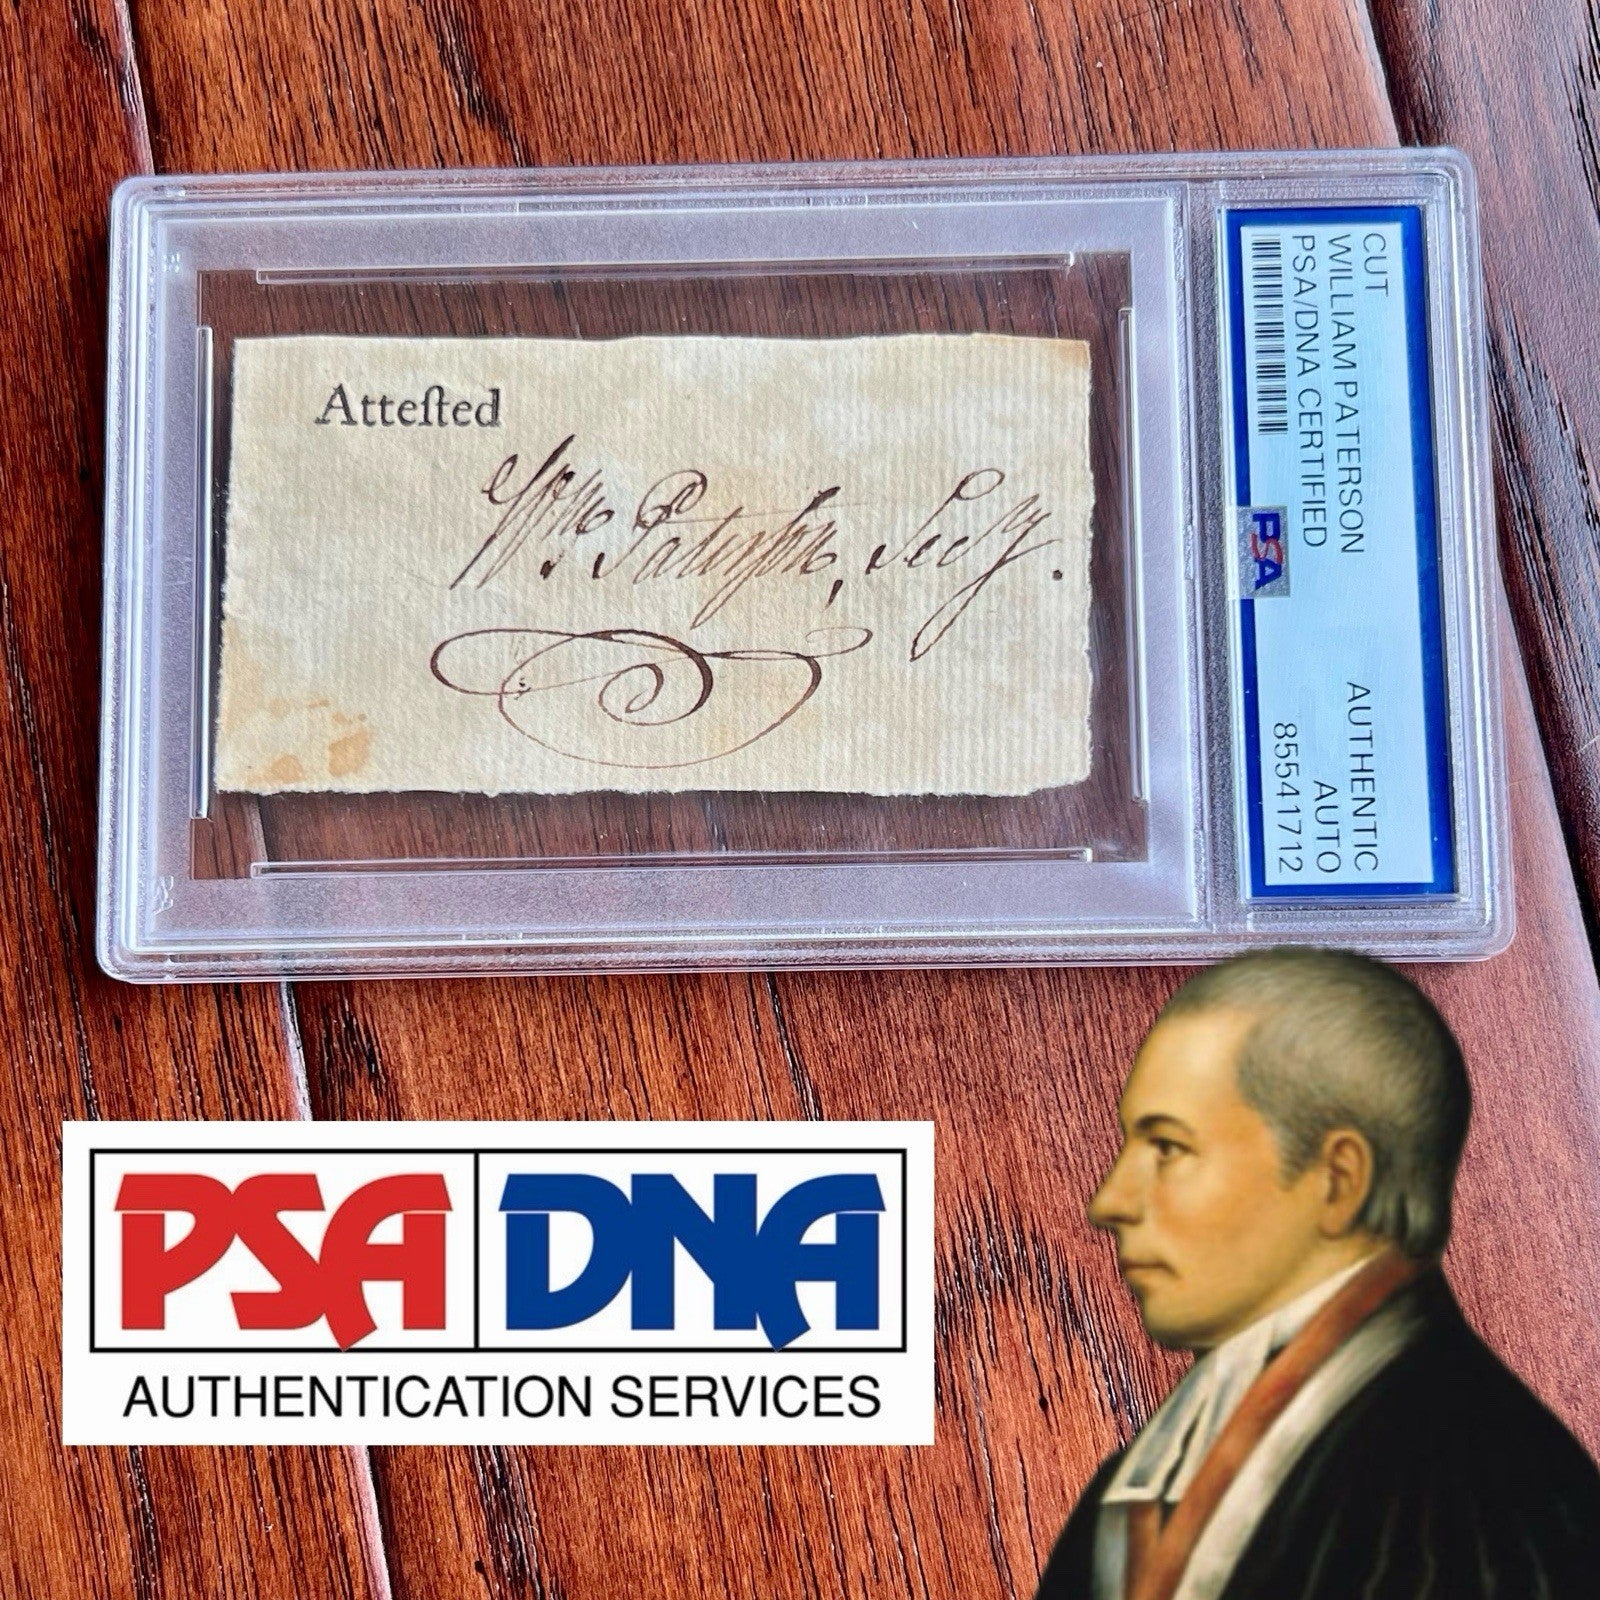 Atteſted
Wm. Paterson, Secy.
CUT
WILLIAM PATERSON
PSA/DNA CERTIFIED
PSA
AUTHENTIC
AUTO
85541712
PSA DNA
AUTHENTICATION SERVICES